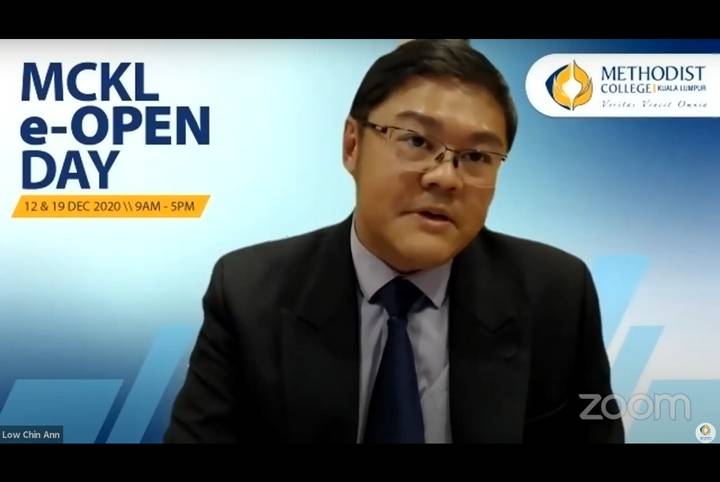 MCKL
e-OPEN
DAY
12 & 19 DEC 2020 \\ 9AM - 5PM
METHODIST
COLLEGE | KUALA LUMPUR
Veritas Vincit Omnia
zoom
Low Chin Ann